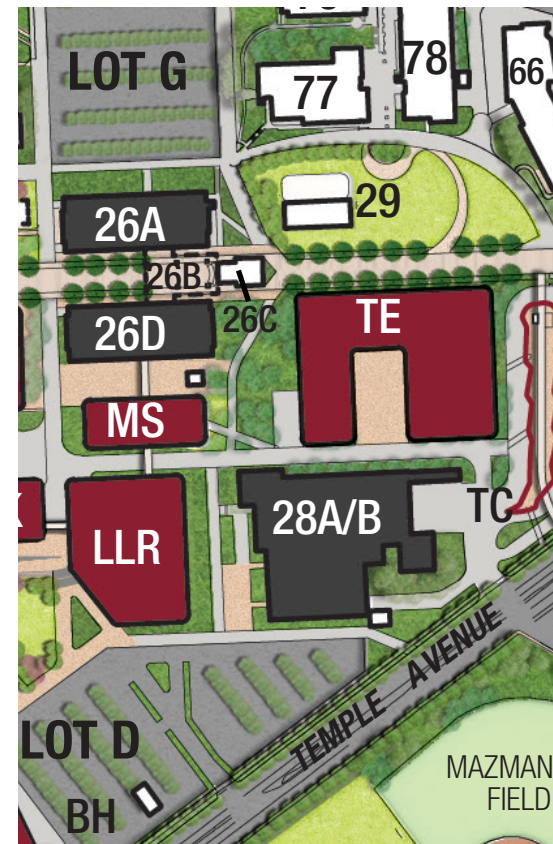 LOT G
77
78
66
26A
29
26B
26C
26D
TE
MS
28A/B
TC
LLR
TEMPLE AVENUE
LOT D
BH
MAZMAN
FIELD